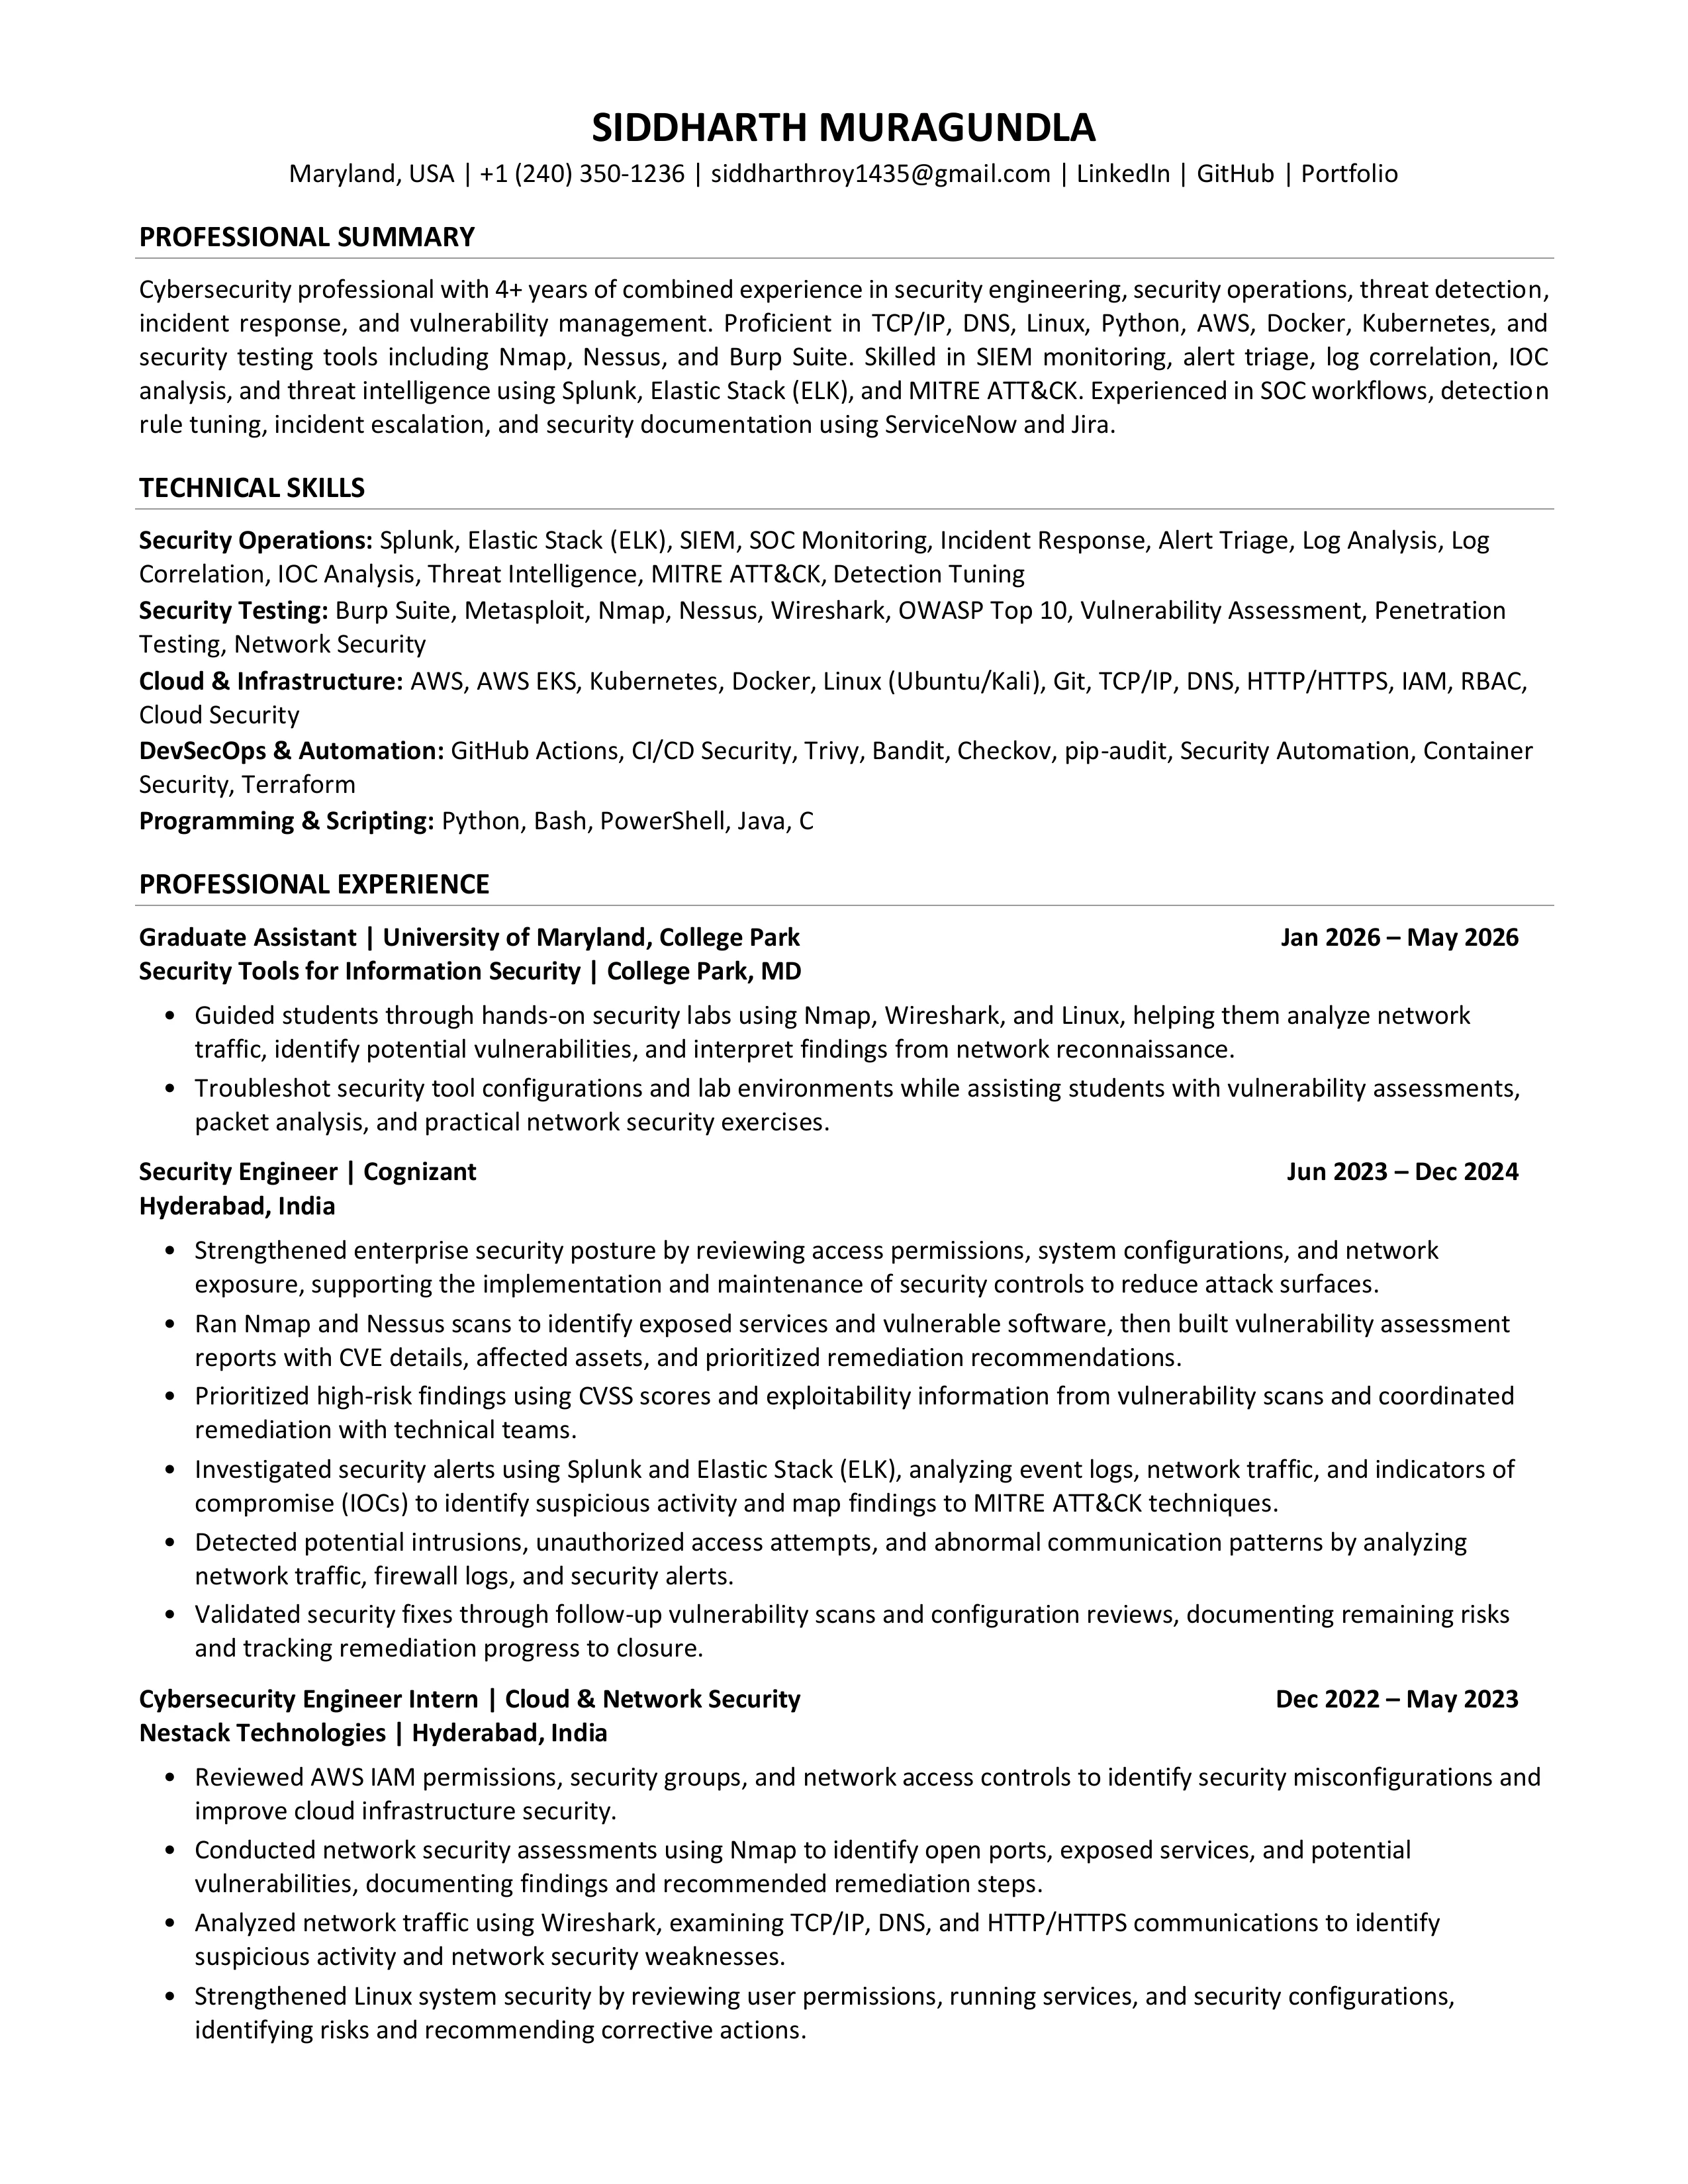 SIDDHARTH MURAGUNDLA
Maryland, USA | +1 (240) 350-1236 | siddharthroy1435@gmail.com | LinkedIn | GitHub | Portfolio
PROFESSIONAL SUMMARY
Cybersecurity professional with 4+ years of combined experience in security engineering, security operations, threat detection,
incident response, and vulnerability management. Proficient in TCP/IP, DNS, Linux, Python, AWS, Docker, Kubernetes, and
security testing tools including Nmap, Nessus, and Burp Suite. Skilled in SIEM monitoring, alert triage, log correlation, IOC
analysis, and threat intelligence using Splunk, Elastic Stack (ELK), and MITRE ATT&CK. Experienced in SOC workflows, detection
rule tuning, incident escalation, and security documentation using ServiceNow and Jira.
TECHNICAL SKILLS
Security Operations: Splunk, Elastic Stack (ELK), SIEM, SOC Monitoring, Incident Response, Alert Triage, Log Analysis, Log
Correlation, IOC Analysis, Threat Intelligence, MITRE ATT&CK, Detection Tuning
Security Testing: Burp Suite, Metasploit, Nmap, Nessus, Wireshark, OWASP Top 10, Vulnerability Assessment, Penetration
Testing, Network Security
Cloud & Infrastructure: AWS, AWS EKS, Kubernetes, Docker, Linux (Ubuntu/Kali), Git, TCP/IP, DNS, HTTP/HTTPS, IAM, RBAC,
Cloud Security
DevSecOps & Automation: GitHub Actions, CI/CD Security, Trivy, Bandit, Checkov, pip-audit, Security Automation, Container
Security, Terraform
Programming & Scripting: Python, Bash, PowerShell, Java, C
PROFESSIONAL EXPERIENCE
Graduate Assistant | University of Maryland, College Park Jan 2026 – May 2026
Security Tools for Information Security | College Park, MD
• Guided students through hands-on security labs using Nmap, Wireshark, and Linux, helping them analyze network
traffic, identify potential vulnerabilities, and interpret findings from network reconnaissance.
• Troubleshot security tool configurations and lab environments while assisting students with vulnerability assessments,
packet analysis, and practical network security exercises.
Security Engineer | Cognizant Jun 2023 – Dec 2024
Hyderabad, India
• Strengthened enterprise security posture by reviewing access permissions, system configurations, and network
exposure, supporting the implementation and maintenance of security controls to reduce attack surfaces.
• Ran Nmap and Nessus scans to identify exposed services and vulnerable software, then built vulnerability assessment
reports with CVE details, affected assets, and prioritized remediation recommendations.
• Prioritized high-risk findings using CVSS scores and exploitability information from vulnerability scans and coordinated
remediation with technical teams.
• Investigated security alerts using Splunk and Elastic Stack (ELK), analyzing event logs, network traffic, and indicators of
compromise (IOCs) to identify suspicious activity and map findings to MITRE ATT&CK techniques.
• Detected potential intrusions, unauthorized access attempts, and abnormal communication patterns by analyzing
network traffic, firewall logs, and security alerts.
• Validated security fixes through follow-up vulnerability scans and configuration reviews, documenting remaining risks
and tracking remediation progress to closure.
Cybersecurity Engineer Intern | Cloud & Network Security Dec 2022 – May 2023
Nestack Technologies | Hyderabad, India
• Reviewed AWS IAM permissions, security groups, and network access controls to identify security misconfigurations and
improve cloud infrastructure security.
• Conducted network security assessments using Nmap to identify open ports, exposed services, and potential
vulnerabilities, documenting findings and recommended remediation steps.
• Analyzed network traffic using Wireshark, examining TCP/IP, DNS, and HTTP/HTTPS communications to identify
suspicious activity and network security weaknesses.
• Strengthened Linux system security by reviewing user permissions, running services, and security configurations,
identifying risks and recommending corrective actions.